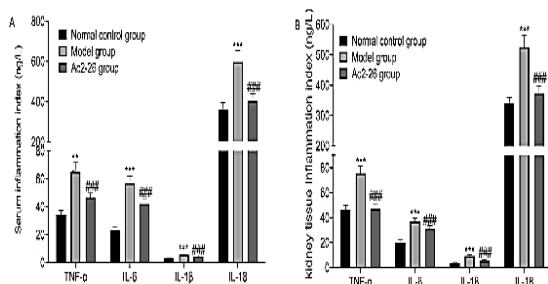 A
Serum inflammation index (ng/L)
800
600
400
200
80
60
40
20
0
Normal control group
Model group
Ac2-26 group
**
###
***
###
***
###
***
###
TNF-α
IL-6
IL-1β
IL-18
B
kidney tissue Inflammation index (ng/L)
600
500
400
300
80
60
40
20
0
Normal control group
Model group
Ac2-26 group
***
###
***
###
***
###
***
###
TNF-α
IL-6
IL-1β
IL-18